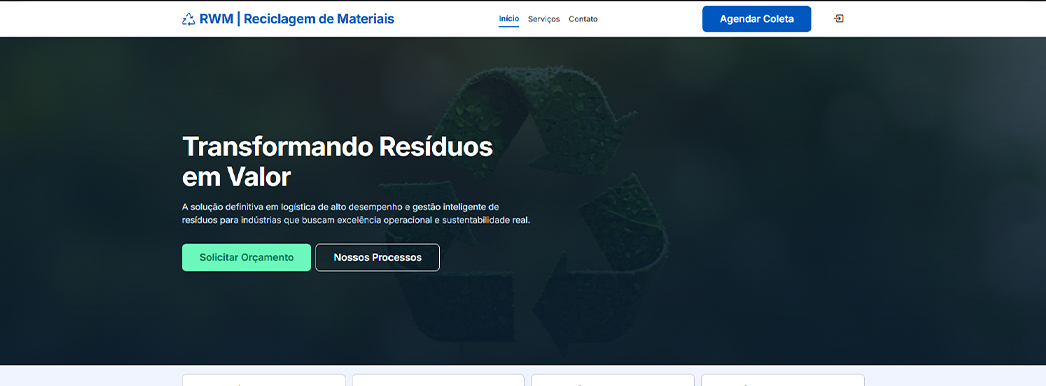 RWM | Reciclagem de Materiais
Início
Serviços
Contato
Agendar Coleta
Transformando Resíduos
em Valor
A solução definitiva em logística de alto desempenho e gestão inteligente de
resíduos para indústrias que buscam excelência operacional e sustentabilidade real.
Solicitar Orçamento
Nossos Processos